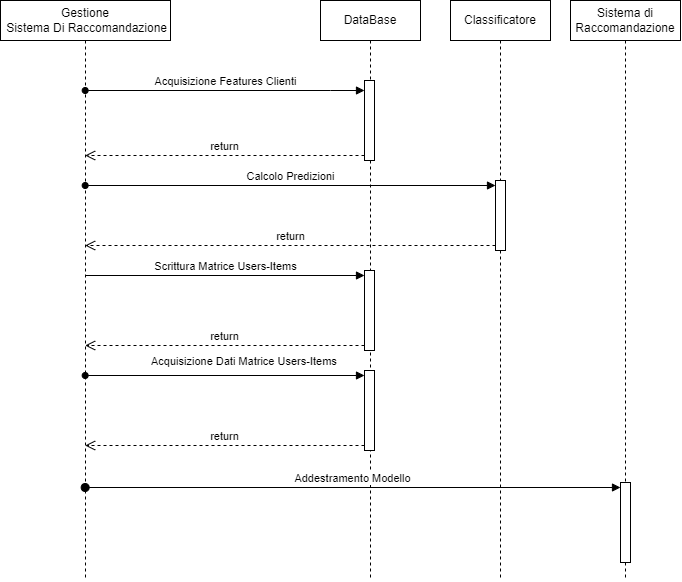 Gestione
Sistema Di Raccomandazione
DataBase
Classificatore
Sistema di
Raccomandazione
Acquisizione Features Clienti
return
Calcolo Predizioni
return
Scrittura Matrice Users-Items
return
Acquisizione Dati Matrice Users-Items
return
Addestramento Modello